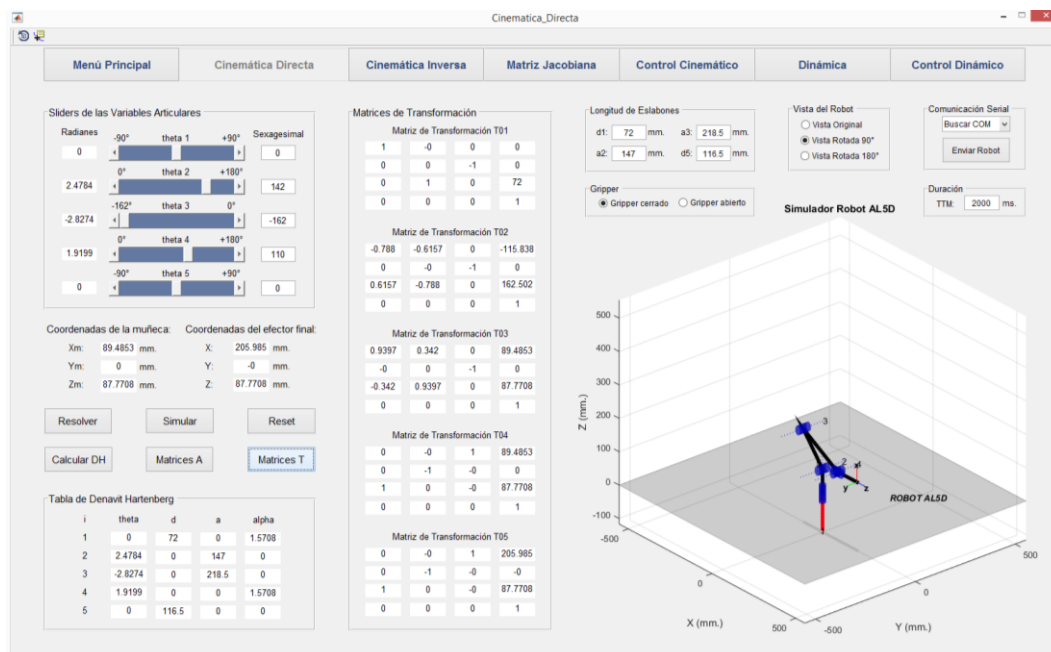 Cinematica_Directa
Menú Principal
Cinemática Directa
Cinemática Inversa
Matriz Jacobiana
Control Cinemático
Dinámica
Control Dinámico
Sliders de las Variables Articulares
Radianes
Sexagesimal
-90° theta 1 +90°
0 0
0° theta 2 +180°
2.4784 142
-162° theta 3 0°
-2.8274 -162
0° theta 4 +180°
1.9199 110
-90° theta 5 +90°
0 0
Coordenadas de la muñeca: Coordenadas del efector final:
Xm: 89.4853 mm. X: 205.985 mm.
Ym: 0 mm. Y: -0 mm.
Zm: 87.7708 mm. Z: 87.7708 mm.
Resolver Simular Reset
Calcular DH Matrices A Matrices T
Tabla de Denavit Hartenberg
i theta d a alpha
1 0 72 0 1.5708
2 2.4784 0 147 0
3 -2.8274 0 218.5 0
4 1.9199 0 0 1.5708
5 0 116.5 0 0
Matrices de Transformación
Matriz de Transformación T01
1 -0 0 0
0 0 -1 0
0 1 0 72
0 0 0 1
Matriz de Transformación T02
-0.788 -0.6157 0 -115.838
0 -0 -1 0
0.6157 -0.788 0 162.502
0 0 0 1
Matriz de Transformación T03
0.9397 0.342 0 89.4853
-0 0 -1 0
-0.342 0.9397 0 87.7708
0 0 0 1
Matriz de Transformación T04
0 -0 1 89.4853
0 -1 -0 0
1 0 -0 87.7708
0 0 0 1
Matriz de Transformación T05
0 -0 1 205.985
0 -1 -0 -0
1 0 -0 87.7708
0 0 0 1
Longitud de Eslabones
d1: 72 mm. a3: 218.5 mm.
a2: 147 mm. d5: 116.5 mm.
Gripper
Gripper cerrado Gripper abierto
Vista del Robot
Vista Original
Vista Rotada 90°
Vista Rotada 180°
Comunicación Serial
Buscar COM
Enviar Robot
Duración
TTM: 2000 ms.
Simulador Robot AL5D
Z (mm.)
500
400
300
200
100
0
-100
3
2
x
y z
ROBOT AL5D
-500
0
500
X (mm.)
-500
0
500
Y (mm.)